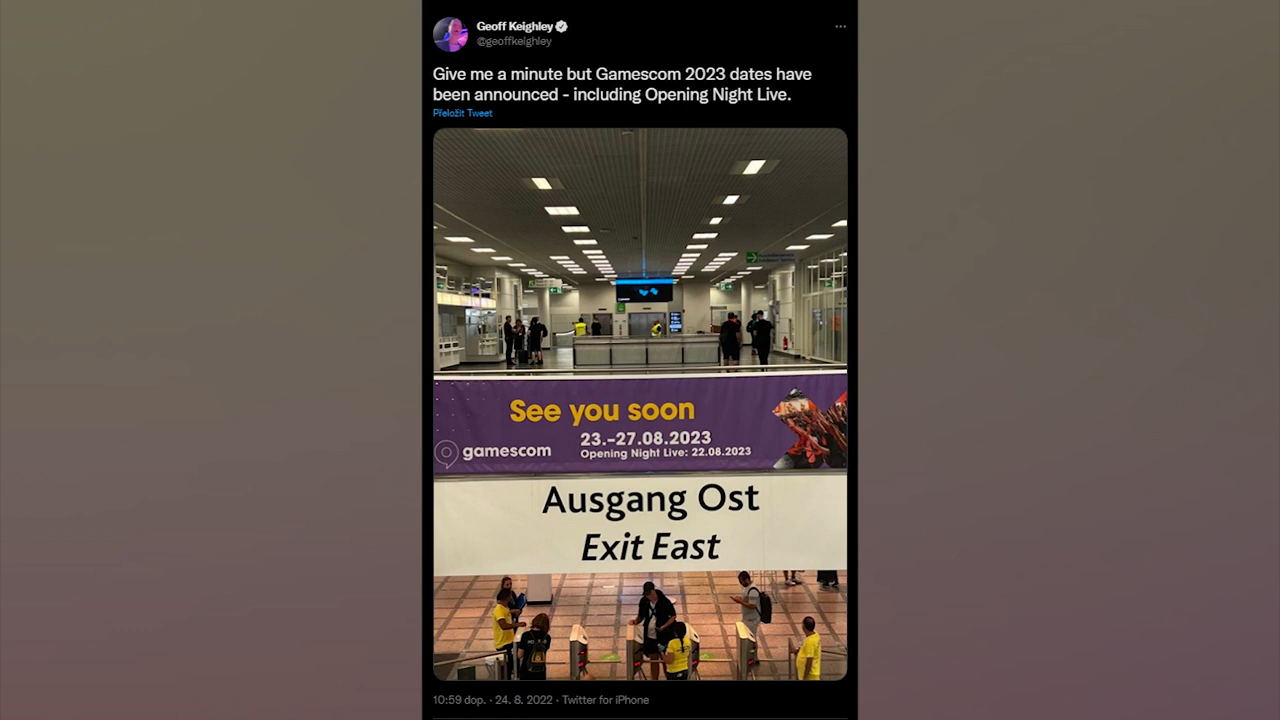 Geoff Keighley
@geoffkeighley
Give me a minute but Gamescom 2023 dates have
been announced - including Opening Night Live.
Přeložit Tweet
See you soon
gamescom
23.-27.08.2023
Opening Night Live: 22.08.2023
Ausgang Ost
Exit East
10:59 dop. · 24. 8. 2022 · Twitter for iPhone